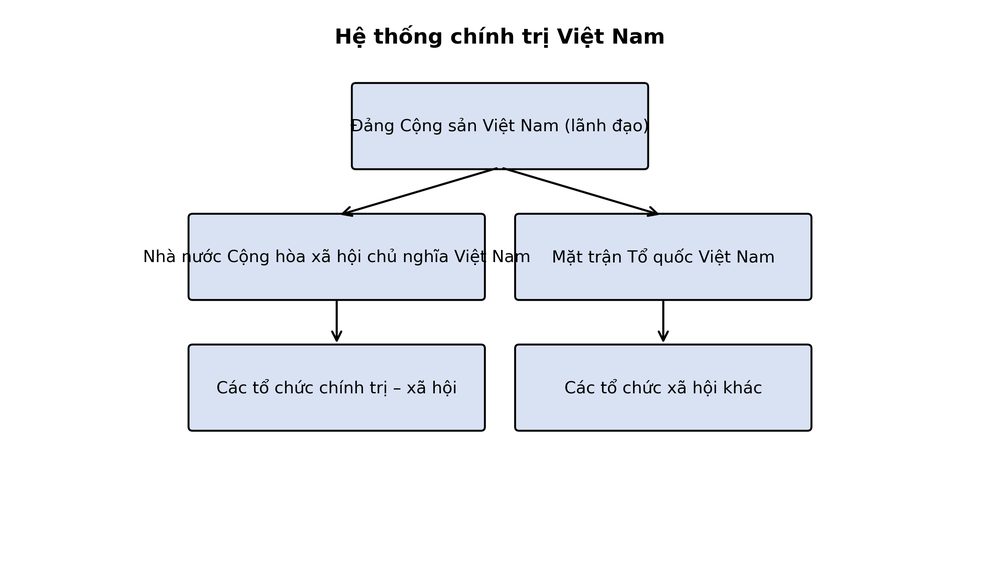 Hệ thống chính trị Việt Nam
Đảng Cộng sản Việt Nam (lãnh đạo)
Nhà nước Cộng hòa xã hội chủ nghĩa Việt Nam
Mặt trận Tổ quốc Việt Nam
Các tổ chức chính trị – xã hội
Các tổ chức xã hội khác